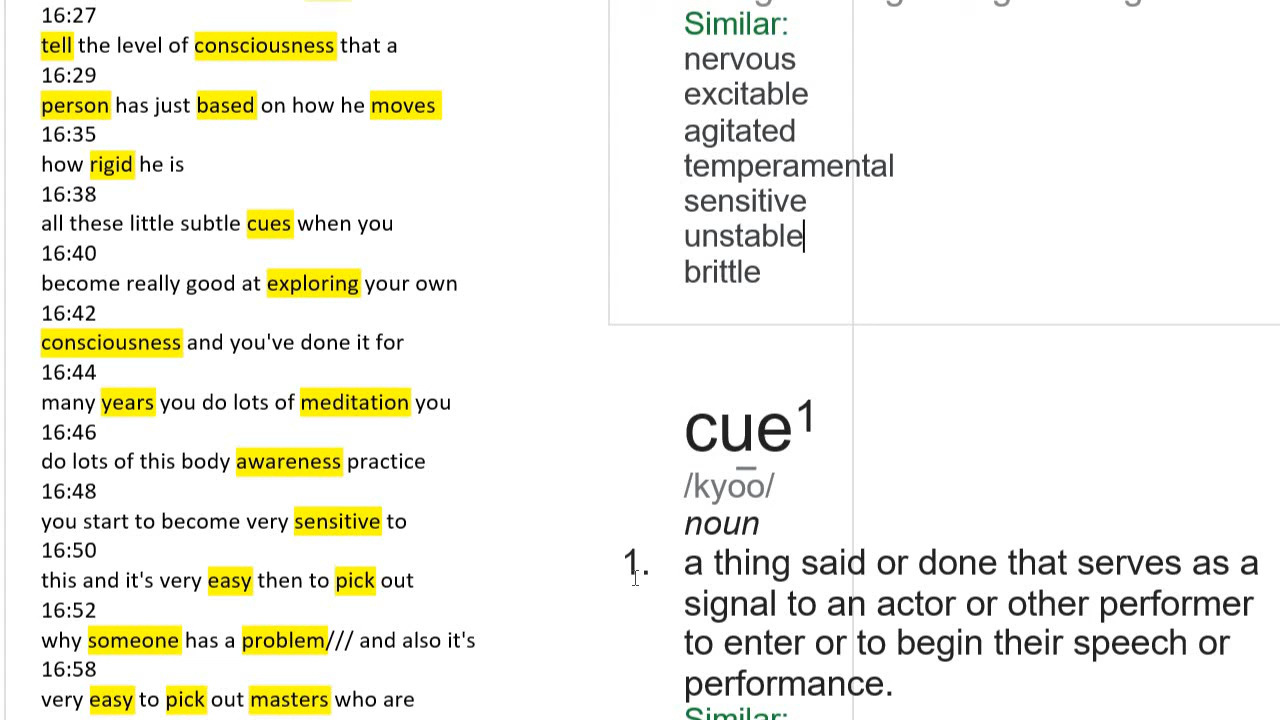 16:27
tell the level of consciousness that a
16:29
person has just based on how he moves
16:35
how rigid he is
16:38
all these little subtle cues when you
16:40
become really good at exploring your own
16:42
consciousness and you've done it for
16:44
many years you do lots of meditation you
16:46
do lots of this body awareness practice
16:48
you start to become very sensitive to
16:50
this and it's very easy then to pick out
16:52
why someone has a problem/// and also it's
16:58
very easy to pick out masters who are
Similar:
nervous
excitable
agitated
temperamental
sensitive
unstable
brittle
cue¹
/kyo͞o/
noun
1. a thing said or done that serves as a
signal to an actor or other performer
to enter or to begin their speech or
performance.
Similar: